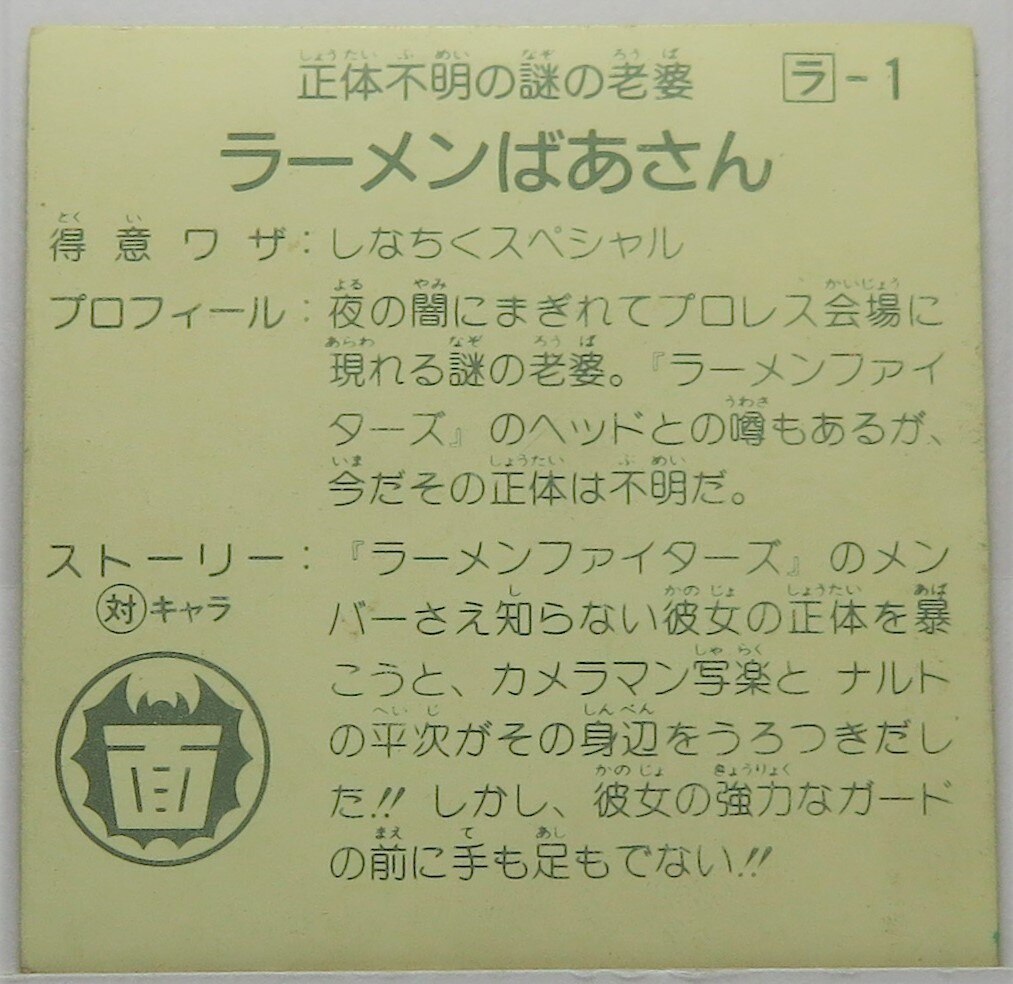 正体不明の謎の老婆 ラ-1
ラーメンばあさん
得意ワザ：しなちくスペシャル
プロフィール：夜の闇にまぎれてプロレス会場に
現れる謎の老婆。『ラーメンファイ
ターズ』のヘッドとの噂もあるが、
今だその正体は不明だ。
ストーリー：『ラーメンファイターズ』のメン
対キャラ バーさえ知らない彼女の正体を暴
こうと、カメラマン写楽とナルト
の平次がその身辺をうろつきだし
た!!しかし、彼女の強力なガード
の前に手も足もでない!!
面